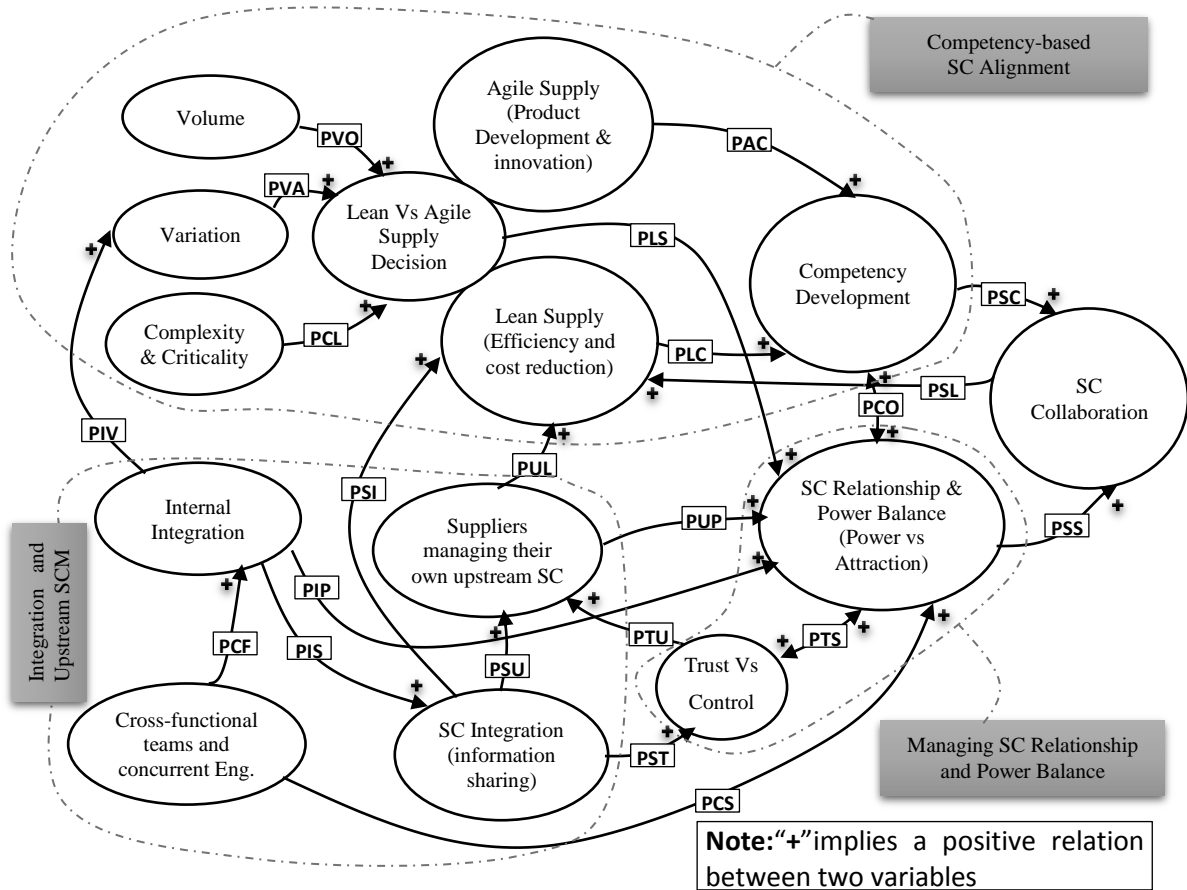 Competency-based
SC Alignment
Agile Supply
(Product
Development &
innovation)
Volume
PVO
+
PAC
+
PVA
+
Lean Vs Agile
Supply
Decision
Variation
+
PLS
Competency
Development
PSC
+
Complexity
& Criticality
PCL
+
Lean Supply
(Efficiency and
cost reduction)
+
PLC
+
PSL
+
SC
Collaboration
+
PCO
+
PIV
PUL
+
PSI
+
Internal
Integration
Suppliers
managing their
own upstream SC
PUP
+
SC Relationship &
Power Balance
(Power vs
Attraction)
PSS
+
Integration and
Upstream SCM
+
PIP
+
PCF
PIS
+
PSU
+
PTU
+
PTS
+
+
+
Trust Vs
Control
Cross-functional
teams and
concurrent Eng.
SC Integration
(information
sharing)
PST
+
Managing SC Relationship
and Power Balance
PCS
Note:“+”implies a positive relation
between two variables